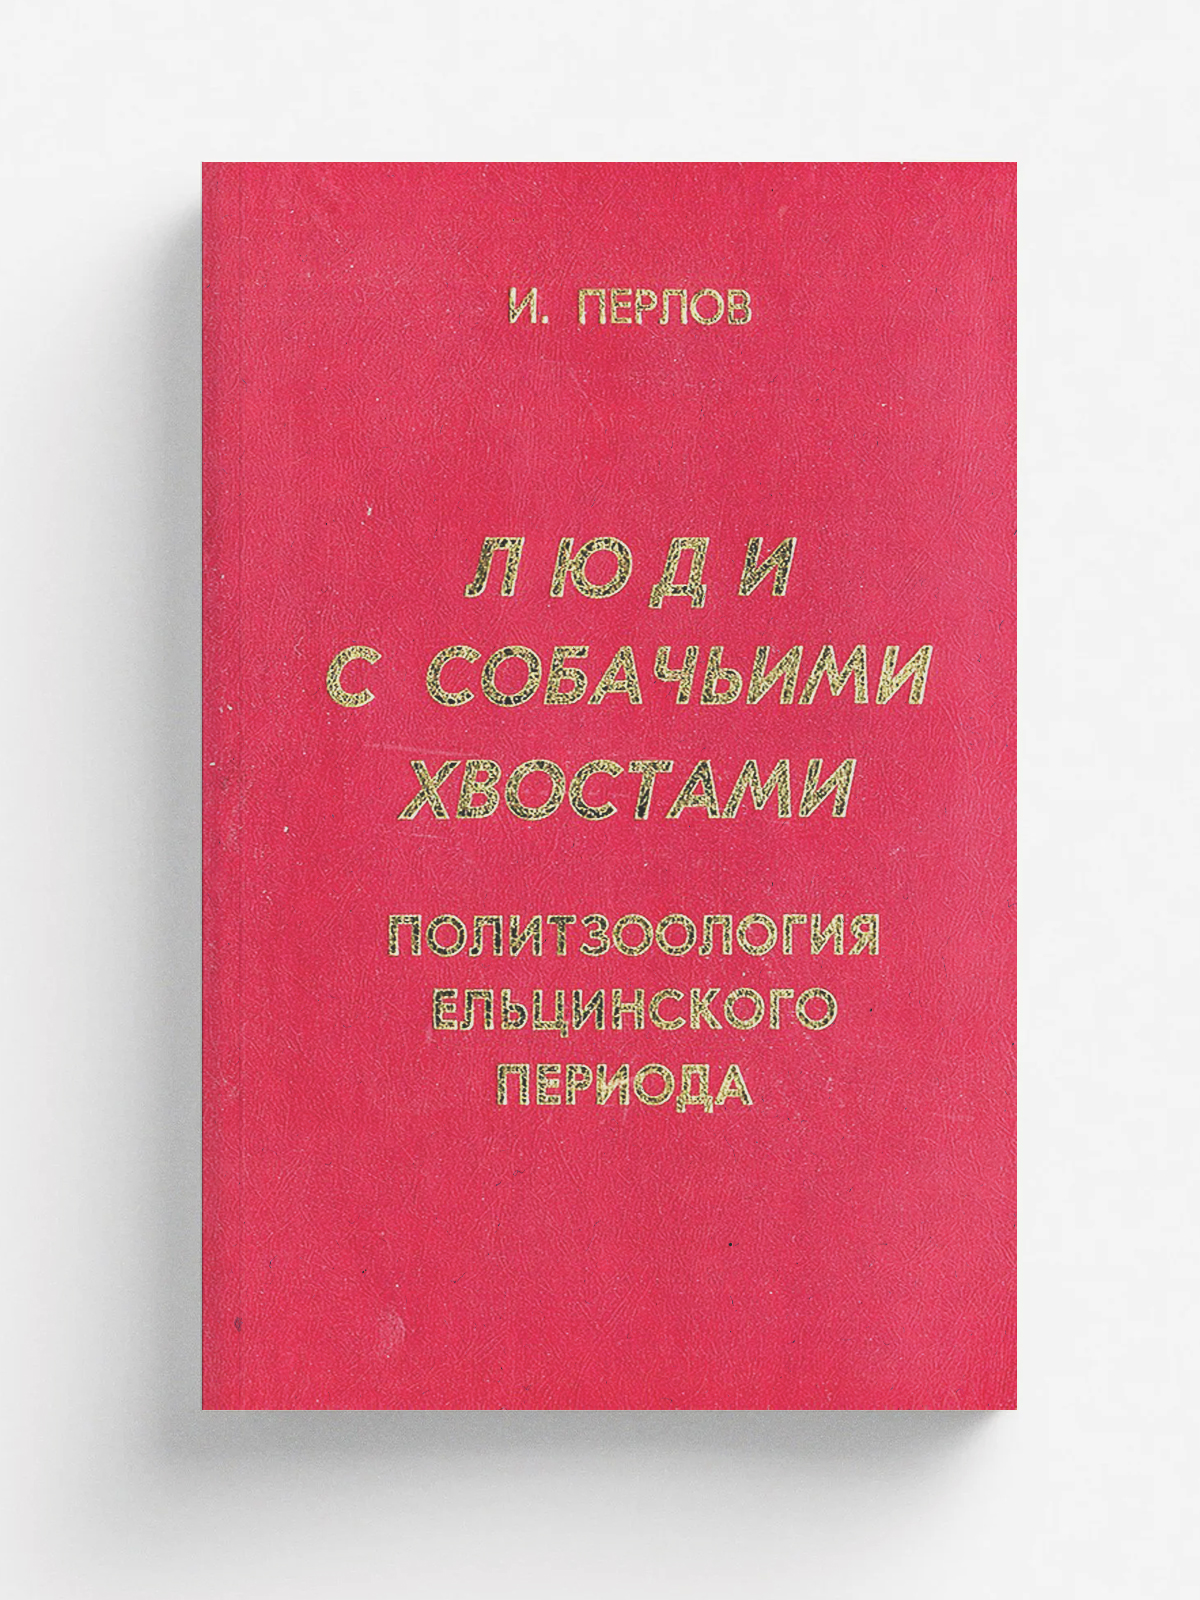 И. ПЕРЛОВ
ЛЮДИ
С СОБАЧЬИМИ
ХВОСТАМИ
ПОЛИТЗООЛОГИЯ
ЕЛЬЦИНСКОГО
ПЕРИОДА